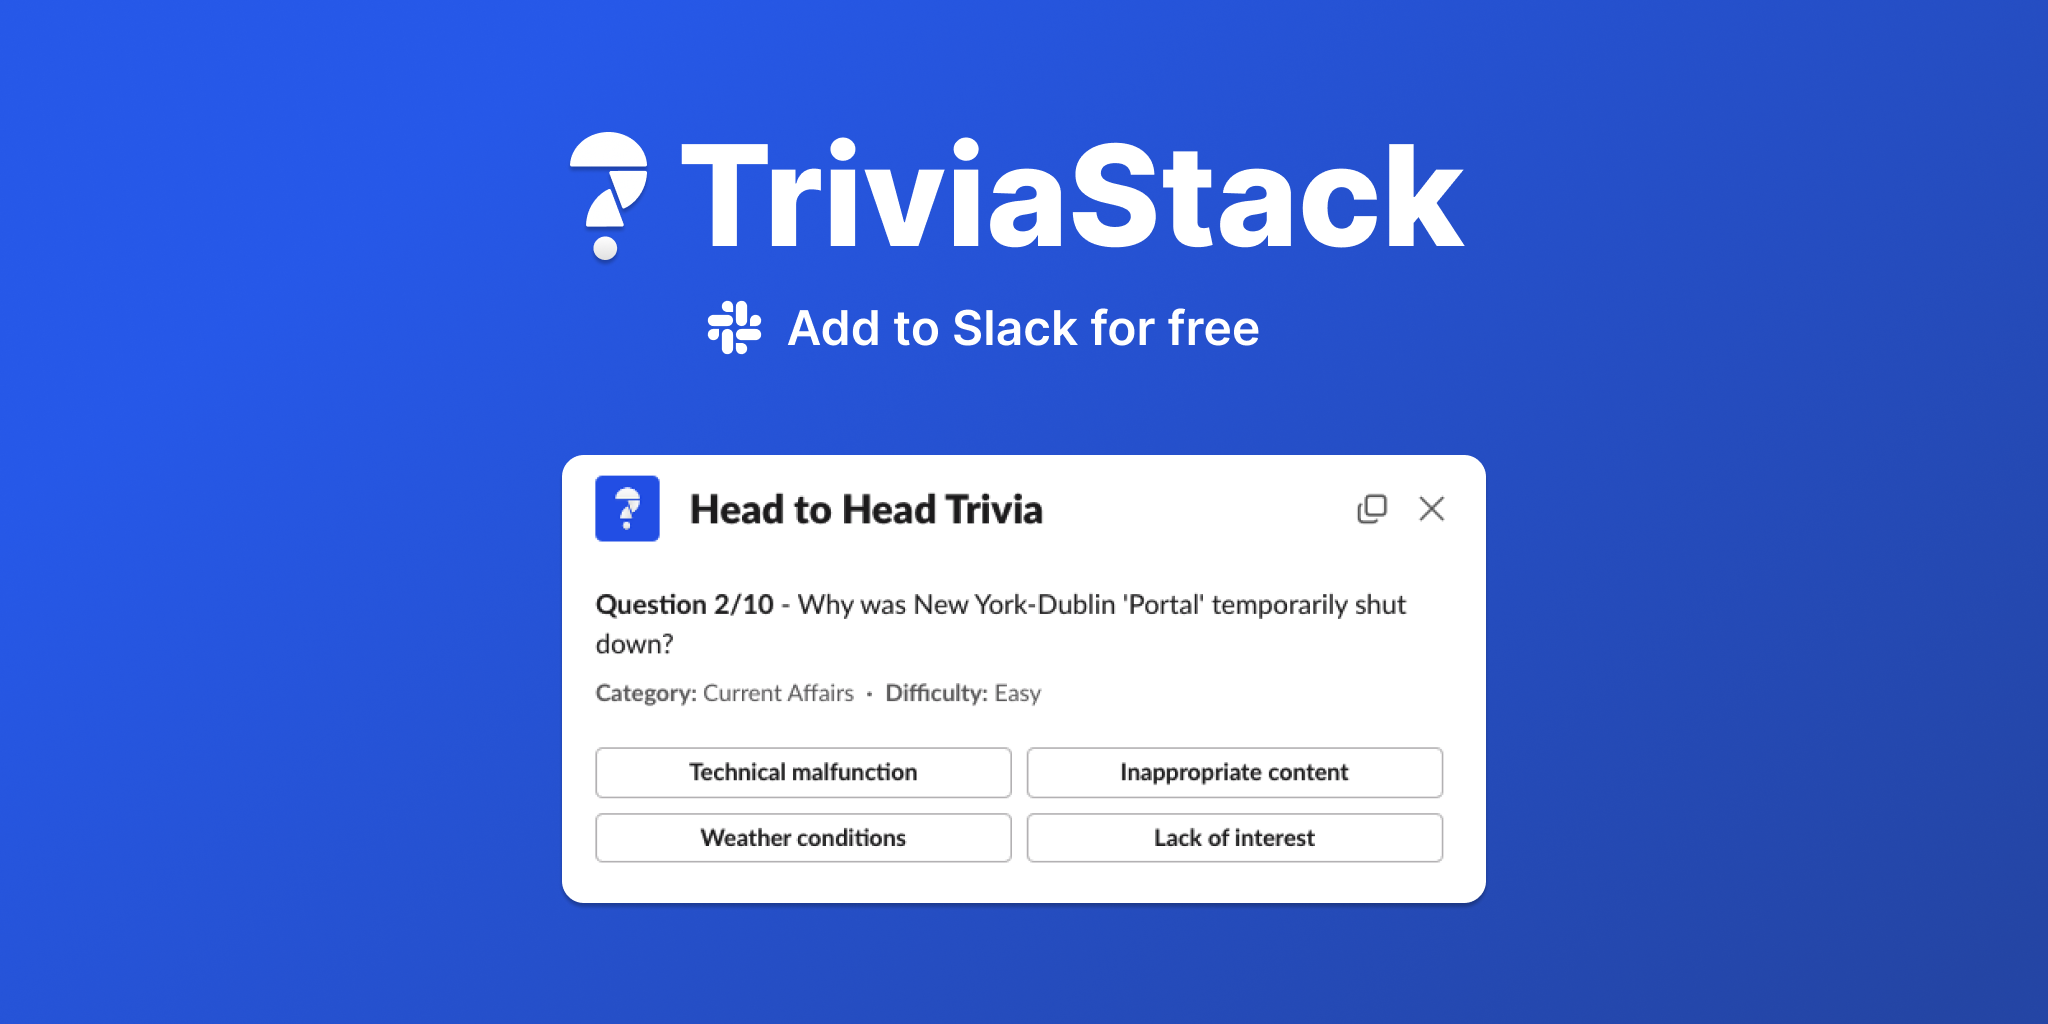 TriviaStack
Add to Slack for free
Head to Head Trivia
Question 2/10 - Why was New York-Dublin 'Portal' temporarily shut
down?
Category: Current Affairs • Difficulty: Easy
Technical malfunction
Inappropriate content
Weather conditions
Lack of interest